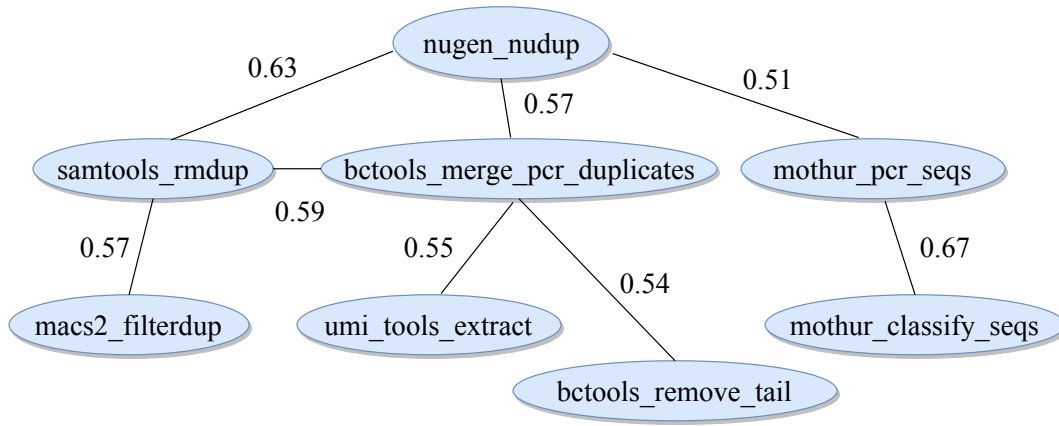 nugen_nudup
0.63
0.57
0.51
samtools_rmdup
bctools_merge_pcr_duplicates
mothur_pcr_seqs
0.59
0.57
0.55
0.54
0.67
macs2_filterdup
umi_tools_extract
mothur_classify_seqs
bctools_remove_tail